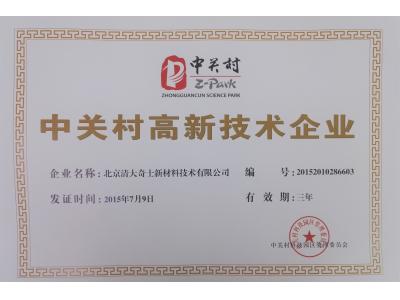 中关村
Z-Park
ZHONGGUANCUN SCIENCE PARK
中关村高新技术企业
企业名称：北京清大奇士新材料技术有限公司 编 号：20152010286603
发证时间：2015年7月9日 有 效 期：三年
中关村科技园区管理委员会